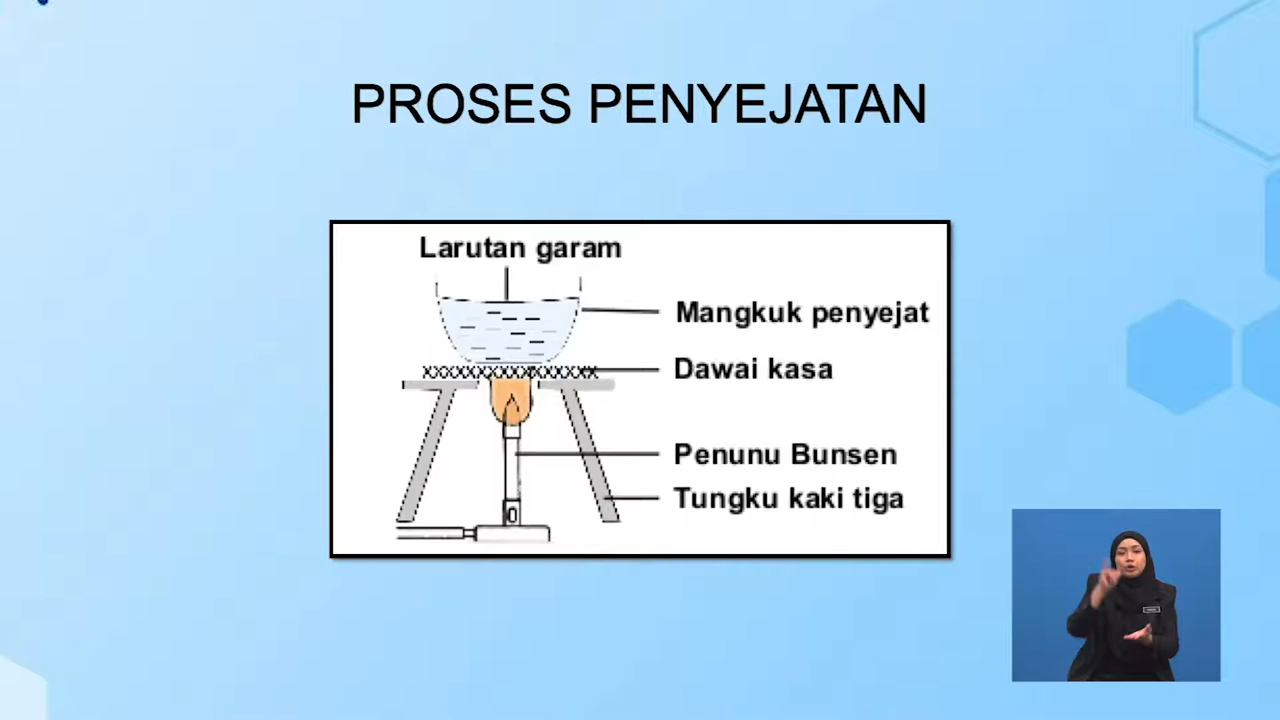 PROSES PENYEJATAN
Larutan garam
Mangkuk penyejat
Dawai kasa
Penunu Bunsen
Tungku kaki tiga